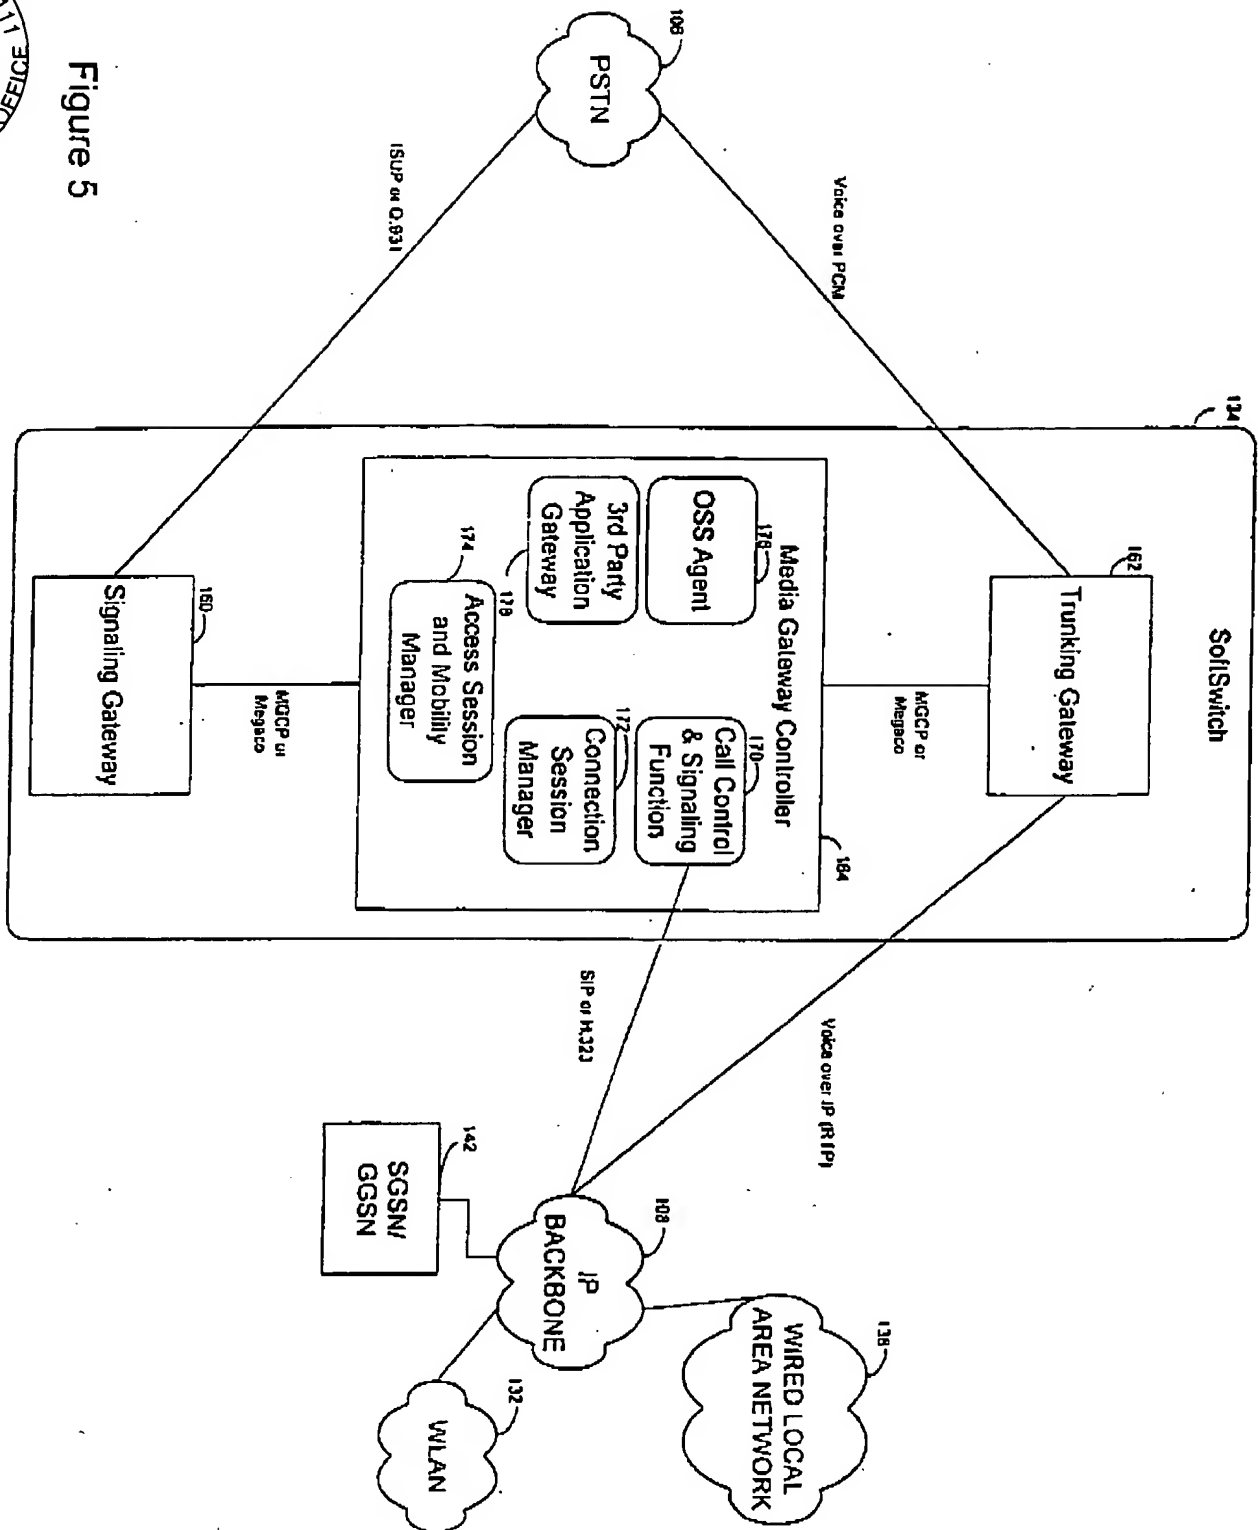 134
SoftSwitch
162
Trunking Gateway
MGCP or
Megaco
138
WIRED LOCAL
AREA NETWORK
Voice over PCM
Voice over IP (RTP)
164
Media Gateway Controller
176
OSS Agent
170
Call Control
& Signaling
Function
106
PSTN
108
IP
BACKBONE
3rd Party
Application
Gateway
178
172
Connection
Session
Manager
SIP or H.323
132
WLAN
174
Access Session
and Mobility
Manager
142
SGSN/
GGSN
ISUP or Q.931
MGCP or
Megaco
160
Signaling Gateway
Figure 5
OFFICE